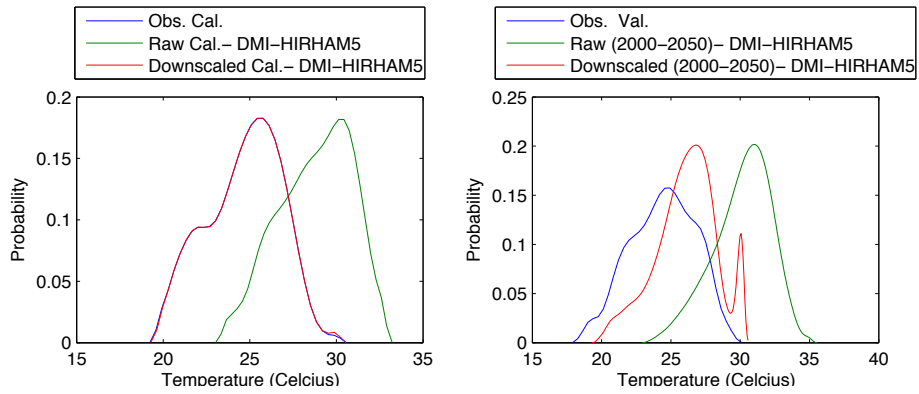 Obs. Cal.
Raw Cal.– DMI–HIRHAM5
Downscaled Cal.– DMI–HIRHAM5
0.2
0.15
0.1
0.05
0
15
20
25
30
35
Probability
Temperature (Celcius)
Obs. Val.
Raw (2000–2050)– DMI–HIRHAM5
Downscaled (2000–2050)– DMI–HIRHAM5
0.25
0.2
0.15
0.1
0.05
0
15
20
25
30
35
40
Probability
Temperature (Celcius)